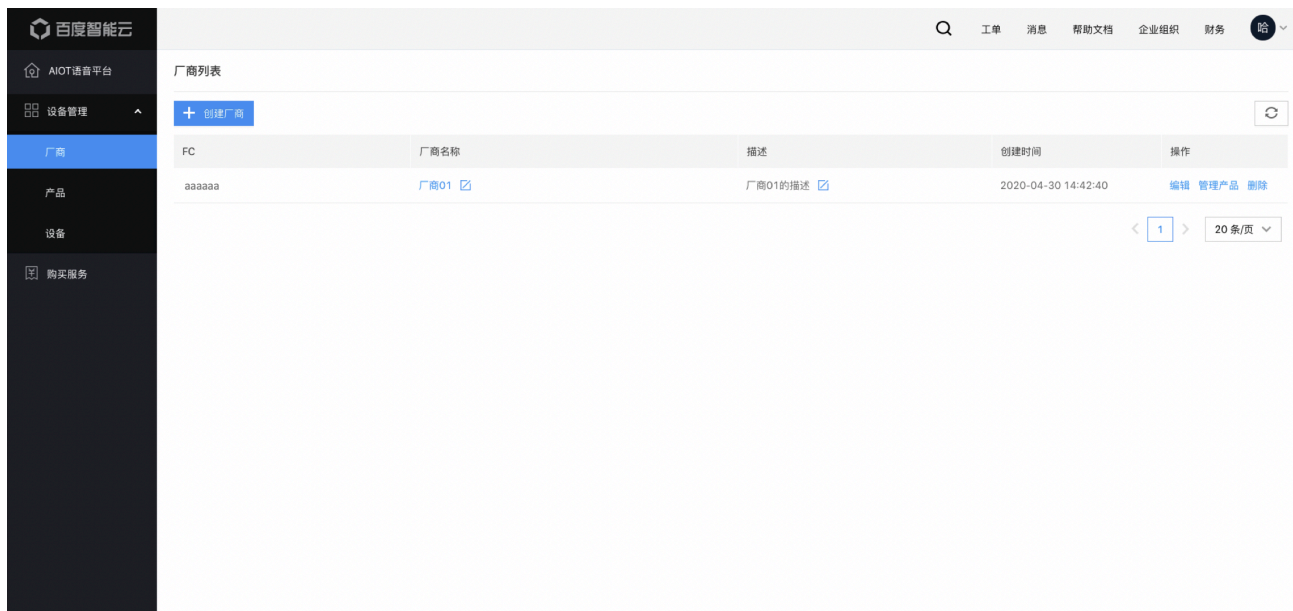 百度智能云
工单 消息 帮助文档 企业组织 财务 哈
AIOT语音平台
设备管理
厂商
产品
设备
购买服务
厂商列表
创建厂商
FC 厂商名称 描述 创建时间 操作
aaaaaa 厂商01 厂商01的描述 2020-04-30 14:42:40 编辑 管理产品 删除
1 20 条/页